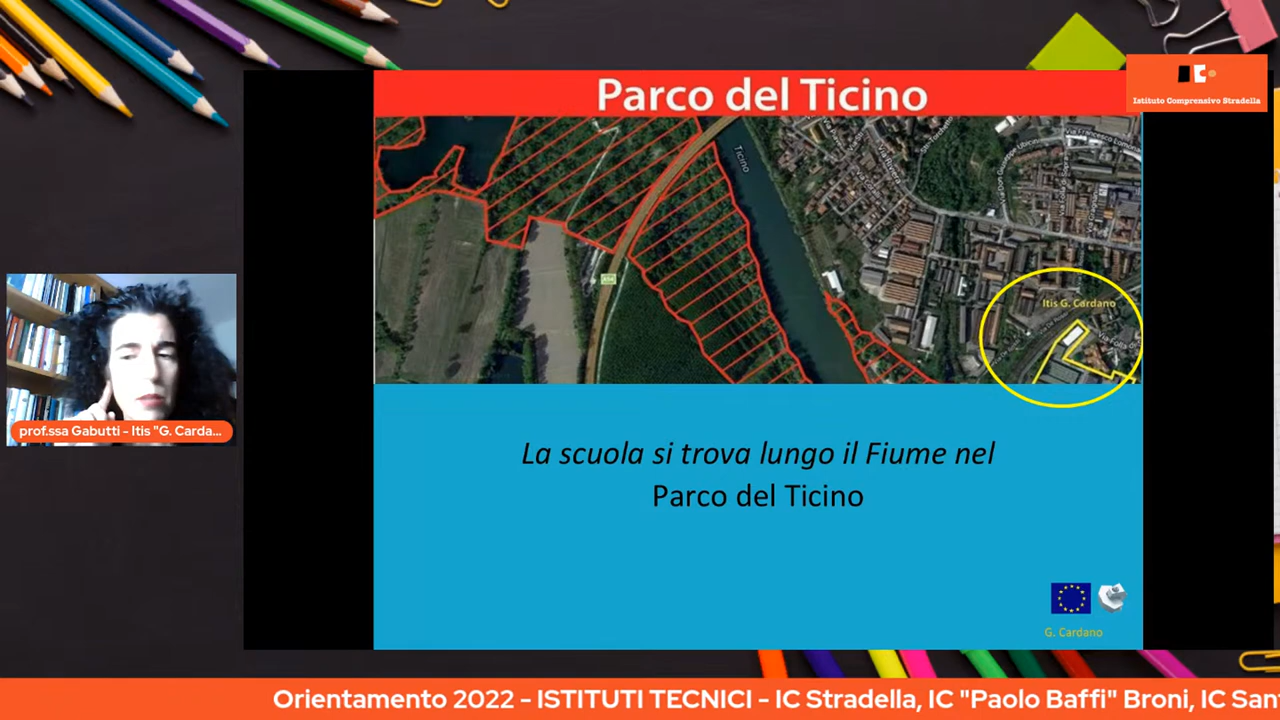 Parco del Ticino
Istituto Comprensivo Stradella
Ticino
Itis G. Cardano
La scuola si trova lungo il Fiume nel
Parco del Ticino
prof.ssa Gabutti - Itis "G. Carda...
G. Cardano
Orientamento 2022 - ISTITUTI TECNICI - IC Stradella, IC "Paolo Baffi" Broni, IC San